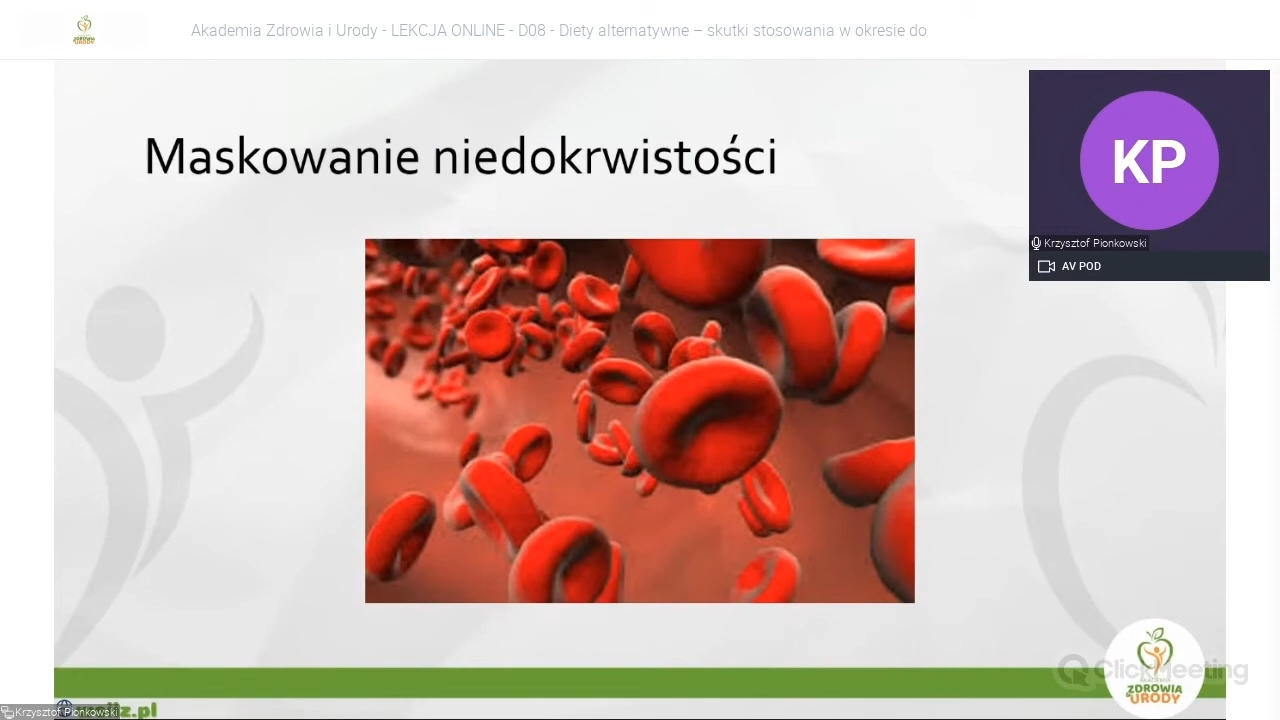 Akademia Zdrowia i Urody - LEKCJA ONLINE - D08 - Diety alternatywne – skutki stosowania w okresie do
Maskowanie niedokrwistości
KP
Krzysztof Pionkowski
AV POD
ClickMeeting
ZDROWIA
URODY
Krzysztof Pionkowski